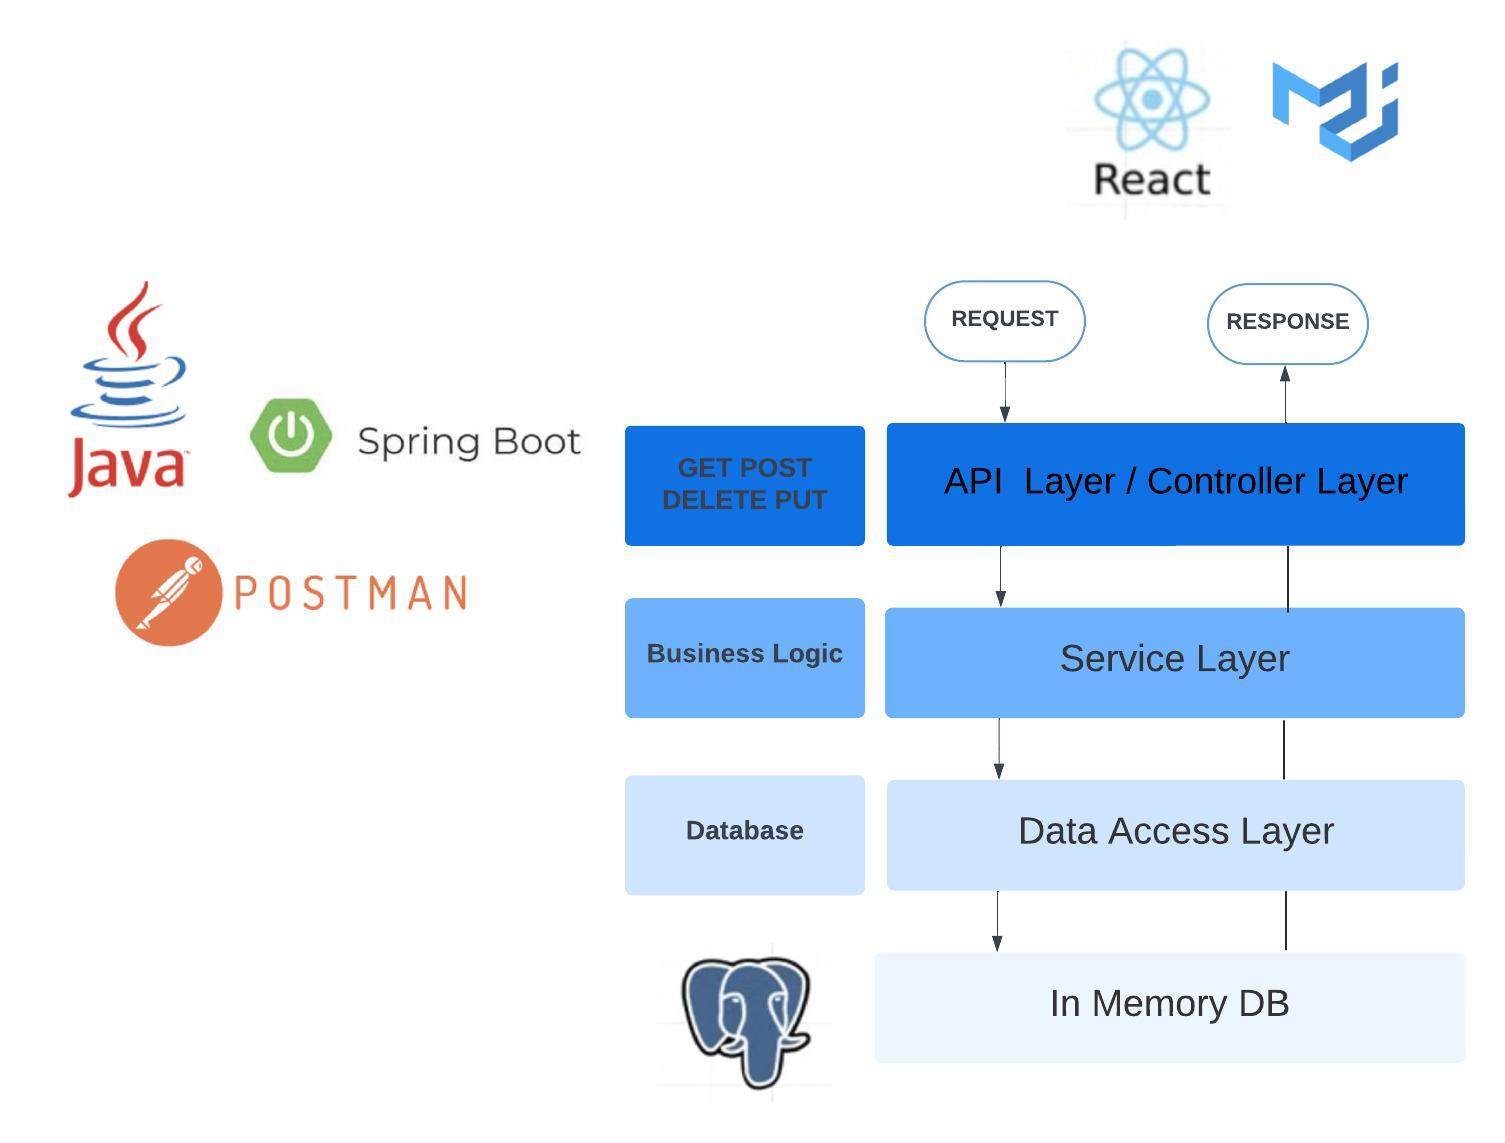 React
REQUEST
RESPONSE
Java
Spring Boot
GET POST
DELETE PUT
API  Layer / Controller Layer
POSTMAN
Business Logic
Service Layer
Database
Data Access Layer
In Memory DB